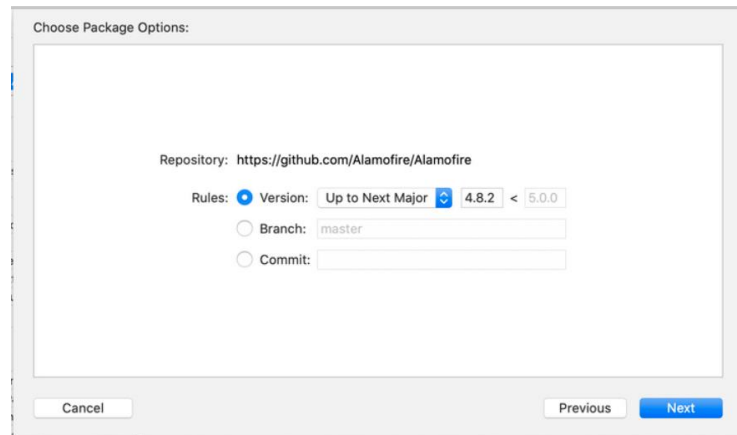 Choose Package Options:
Repository: https://github.com/Alamofire/Alamofire
Rules: Version: Up to Next Major 4.8.2 < 5.0.0
Branch: master
Commit:
Cancel Previous Next